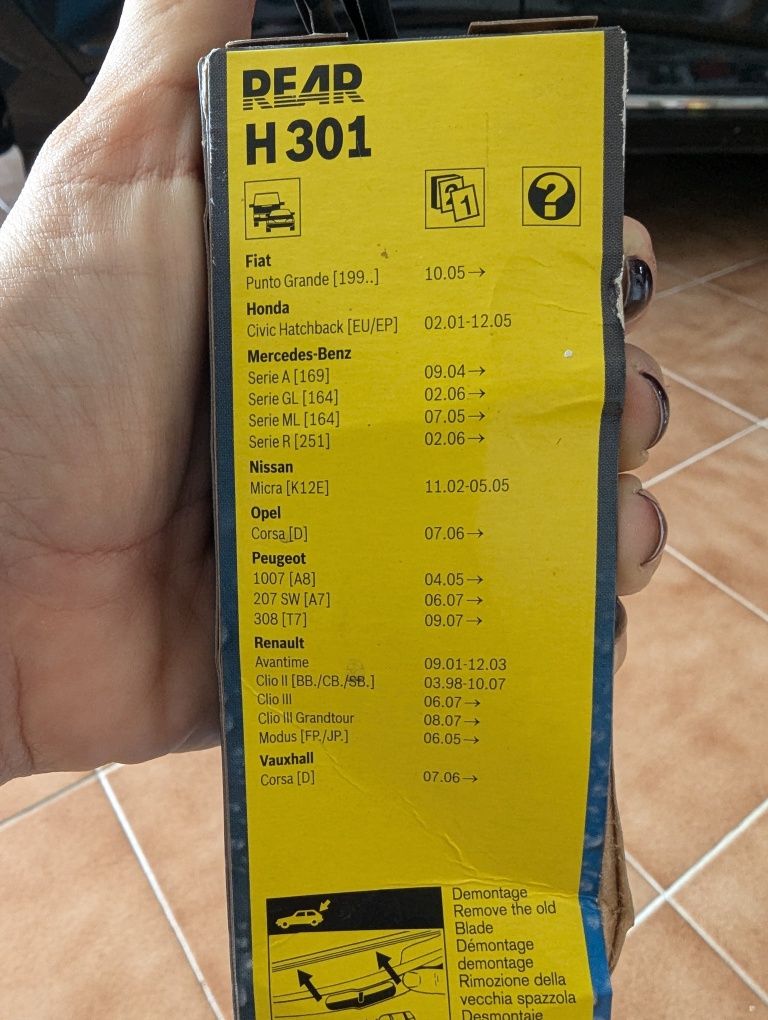 REAR
H 301
2 1 ?
Fiat
Punto Grande [199..] 10.05→
Honda
Civic Hatchback [EU/EP] 02.01-12.05
Mercedes-Benz
Serie A [169] 09.04→
Serie GL [164] 02.06→
Serie ML [164] 07.05→
Serie R [251] 02.06→
Nissan
Micra [K12E] 11.02-05.05
Opel
Corsa [D] 07.06→
Peugeot
1007 [A8] 04.05→
207 SW [A7] 06.07→
308 [T7] 09.07→
Renault
Avantime 09.01-12.03
Clio II [BB./CB./SB.] 03.98-10.07
Clio III 06.07→
Clio III Grandtour 08.07→
Modus [FP./JP.] 06.05→
Vauxhall
Corsa [D] 07.06→
Demontage
Remove the old
Blade
Démontage
demontage
Rimozione della
vecchia spazzola
Desmontaje